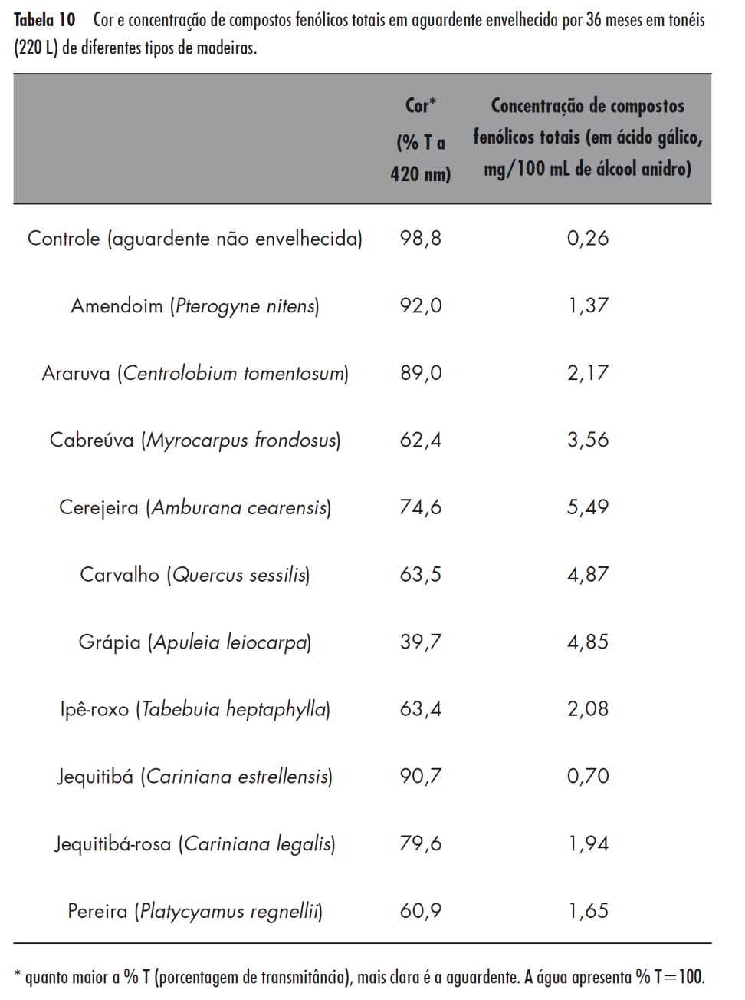 Tabela 10 Cor e concentração de compostos fenólicos totais em aguardente envelhecida por 36 meses em tonéis
(220 L) de diferentes tipos de madeiras.
Cor* Concentração de compostos
(% T a fenólicos totais (em ácido gálico,
420 nm) mg/100 mL de álcool anidro)
Controle (aguardente não envelhecida) 98,8 0,26
Amendoim (Pterogyne nitens) 92,0 1,37
Araruva (Centrolobium tomentosum) 89,0 2,17
Cabreúva (Myrocarpus frondosus) 62,4 3,56
Cerejeira (Amburana cearensis) 74,6 5,49
Carvalho (Quercus sessilis) 63,5 4,87
Grápia (Apuleia leiocarpa) 39,7 4,85
Ipê-roxo (Tabebuia heptaphylla) 63,4 2,08
Jequitibá (Cariniana estrellensis) 90,7 0,70
Jequitibá-rosa (Cariniana legalis) 79,6 1,94
Pereira (Platycyamus regnellii) 60,9 1,65
* quanto maior a % T (porcentagem de transmitância), mais clara é a aguardente. A água apresenta % T=100.